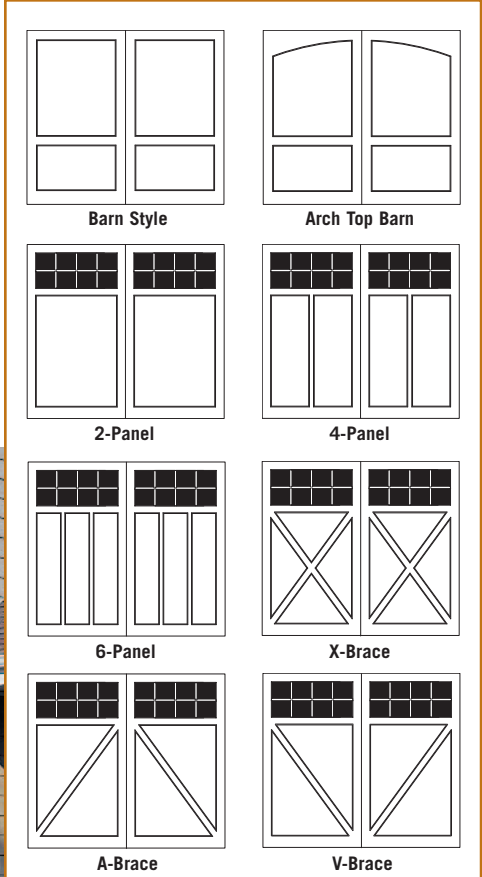 Barn Style
Arch Top Barn
2-Panel
4-Panel
6-Panel
X-Brace
A-Brace
V-Brace